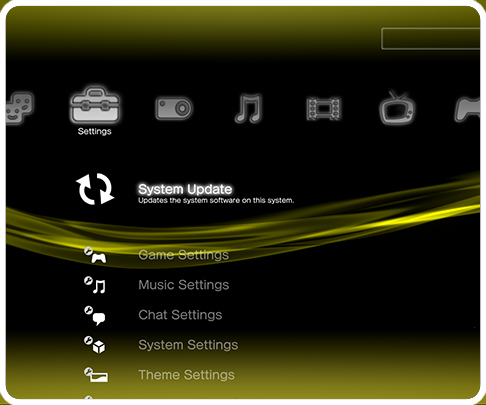 Settings
System Update
Updates the system software on this system.
Game Settings
Music Settings
Chat Settings
System Settings
Theme Settings